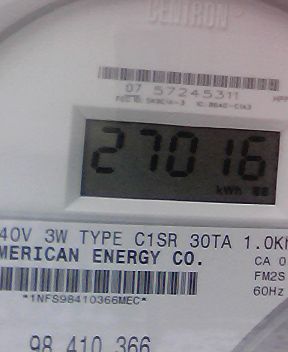 CENTRON®
07 57245311
27016
kWh
40V 3W TYPE C1SR 30TA 1.0Kh
MERICAN ENERGY CO.
CA 0
FM2S
60Hz
*1NFS98410366MEC*
98 410 366